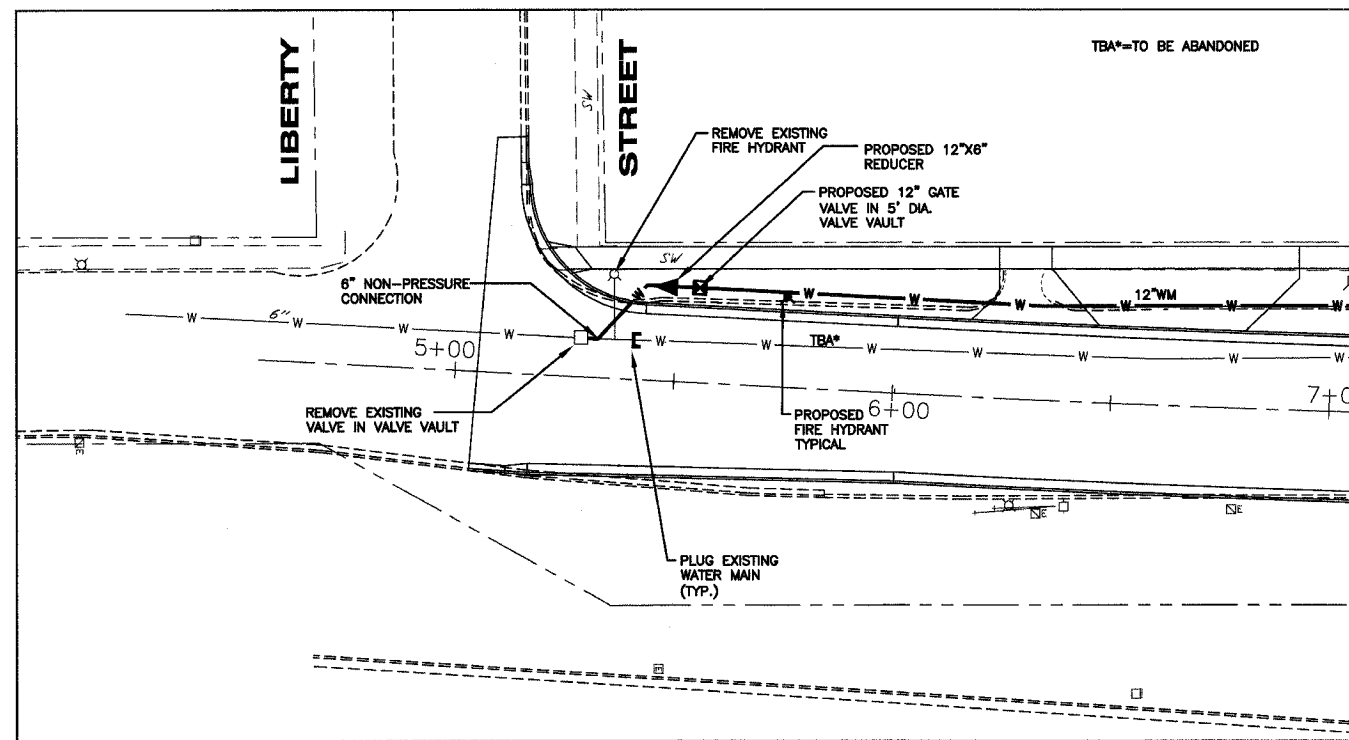 TBA*=TO BE ABANDONED
LIBERTY
STREET
SW
REMOVE EXISTING
FIRE HYDRANT
PROPOSED 12"X6"
REDUCER
PROPOSED 12" GATE
VALVE IN 5' DIA.
VALVE VAULT
SW
6" NON-PRESSURE
CONNECTION
W
W W W W W W
12"WM
W 6" W W W
W W TBA* W W W W
5+00
REMOVE EXISTING
VALVE IN VALVE VAULT
PROPOSED
FIRE HYDRANT
TYPICAL
6+00
7+0
E
E
E
PLUG EXISTING
WATER MAIN
(TYP.)
E